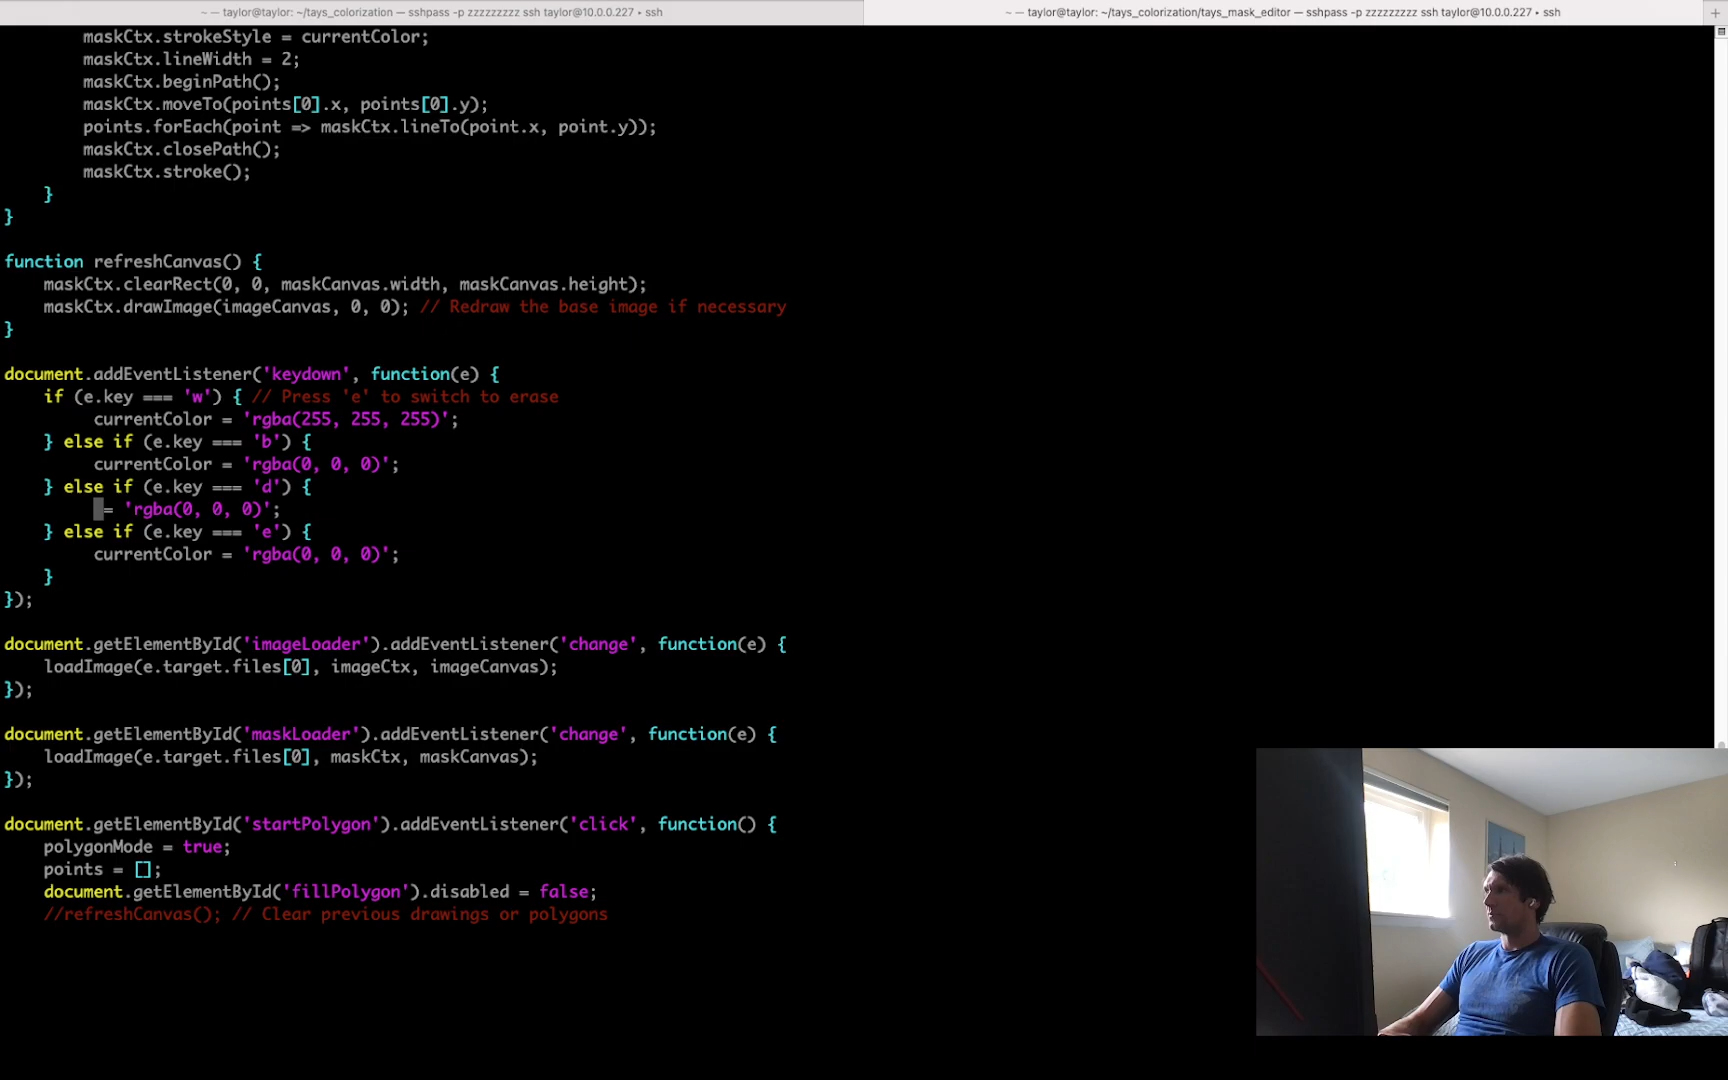 ~ — taylor@taylor: ~/tays_colorization — sshpass -p zzzzzzzzz ssh taylor@10.0.0.227 • ssh
~ — taylor@taylor: ~/tays_colorization/tays_mask_editor — sshpass -p zzzzzzzzz ssh taylor@10.0.0.227 • ssh
maskCtx.strokeStyle = currentColor;
maskCtx.lineWidth = 2;
maskCtx.beginPath();
maskCtx.moveTo(points[0].x, points[0].y);
points.forEach(point => maskCtx.lineTo(point.x, point.y));
maskCtx.closePath();
maskCtx.stroke();
}
}
function refreshCanvas() {
maskCtx.clearRect(0, 0, maskCanvas.width, maskCanvas.height);
maskCtx.drawImage(imageCanvas, 0, 0); // Redraw the base image if necessary
}
document.addEventListener('keydown', function(e) {
if (e.key === 'w') { // Press 'e' to switch to erase
currentColor = 'rgba(255, 255, 255)';
} else if (e.key === 'b') {
currentColor = 'rgba(0, 0, 0)';
} else if (e.key === 'd') {
= 'rgba(0, 0, 0)';
} else if (e.key === 'e') {
currentColor = 'rgba(0, 0, 0)';
}
});
document.getElementById('imageLoader').addEventListener('change', function(e) {
loadImage(e.target.files[0], imageCtx, imageCanvas);
});
document.getElementById('maskLoader').addEventListener('change', function(e) {
loadImage(e.target.files[0], maskCtx, maskCanvas);
});
document.getElementById('startPolygon').addEventListener('click', function() {
polygonMode = true;
points = [];
document.getElementById('fillPolygon').disabled = false;
//refreshCanvas(); // Clear previous drawings or polygons